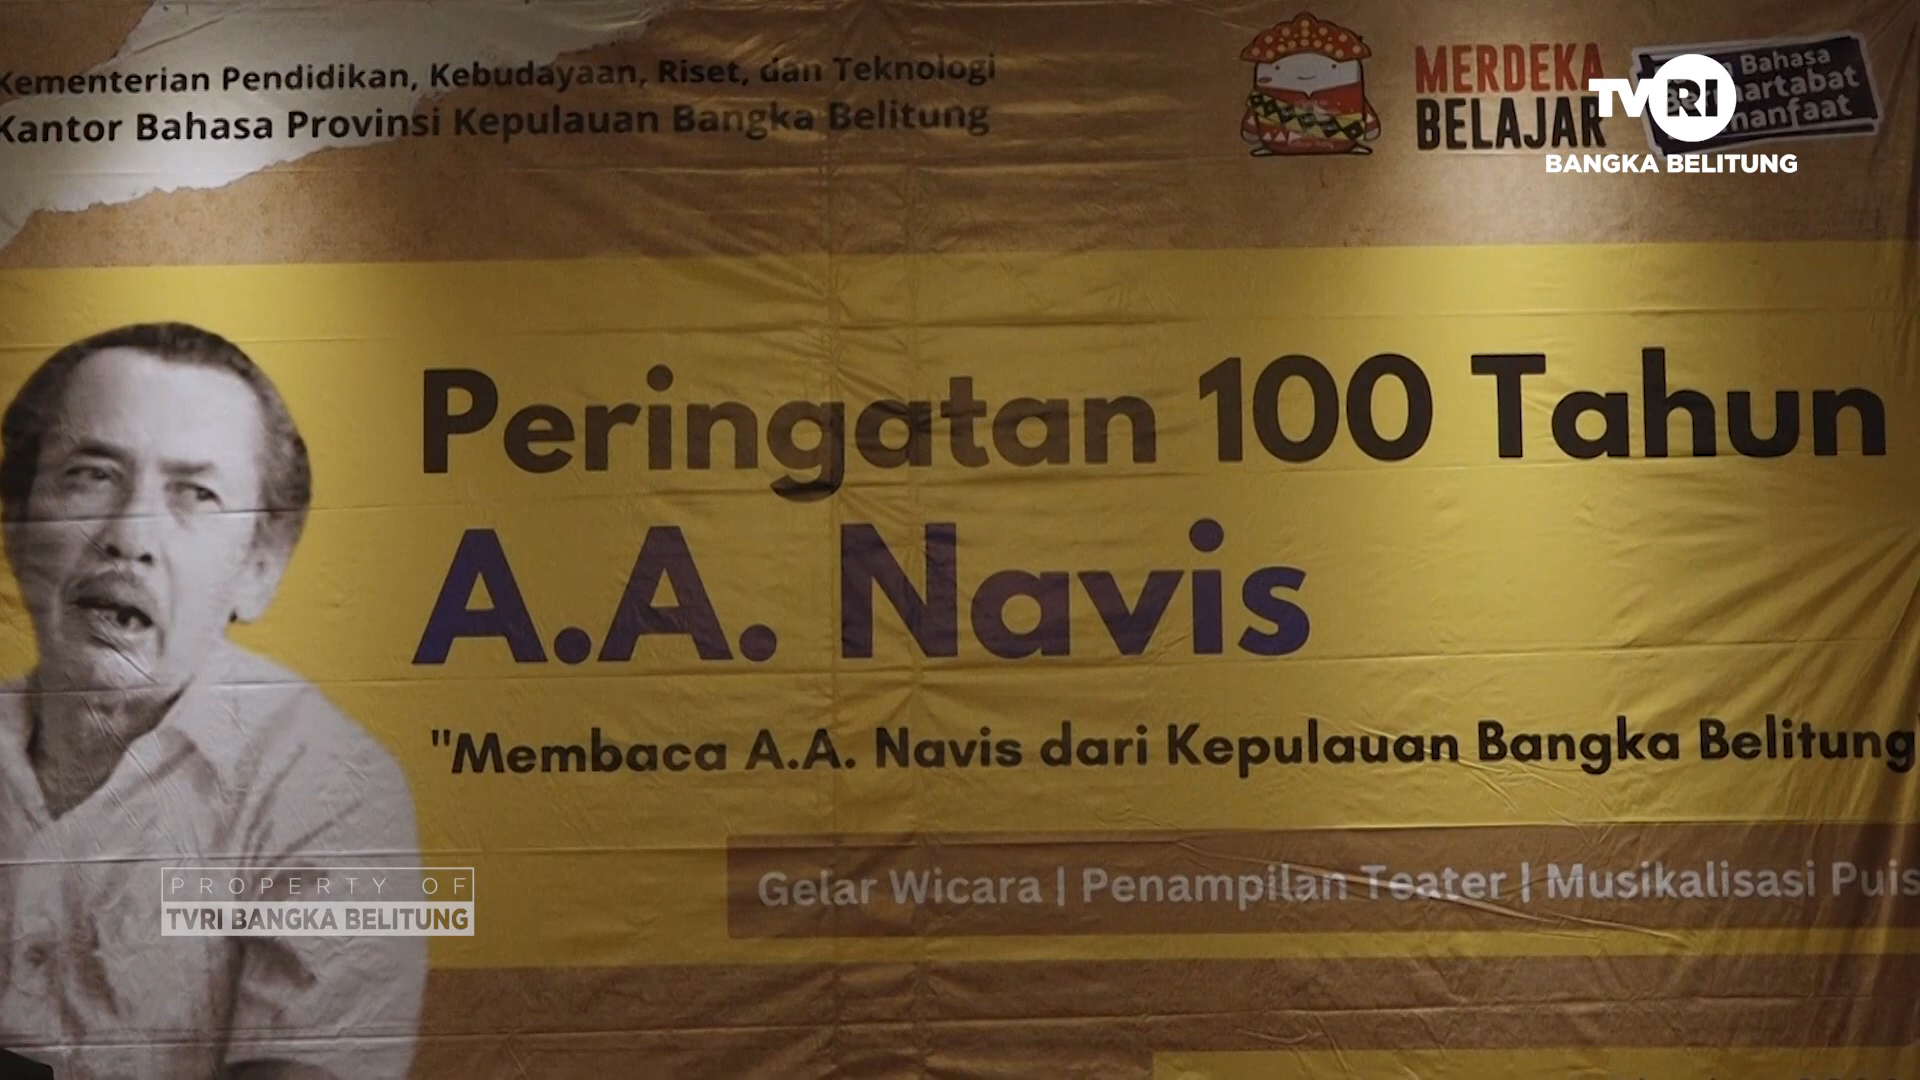 Kementerian Pendidikan, Kebudayaan, Riset, dan Teknologi
Kantor Bahasa Provinsi Kepulauan Bangka Belitung
MERDEKA
BELAJAR
Bahasa
TVRI
BANGKA BELITUNG
Peringatan 100 Tahun
A.A. Navis
"Membaca A.A. Navis dari Kepulauan Bangka Belitung
Gelar Wicara | Penampilan Teater | Musikalisasi Puis
PROPERTY OF
TVRI BANGKA BELITUNG